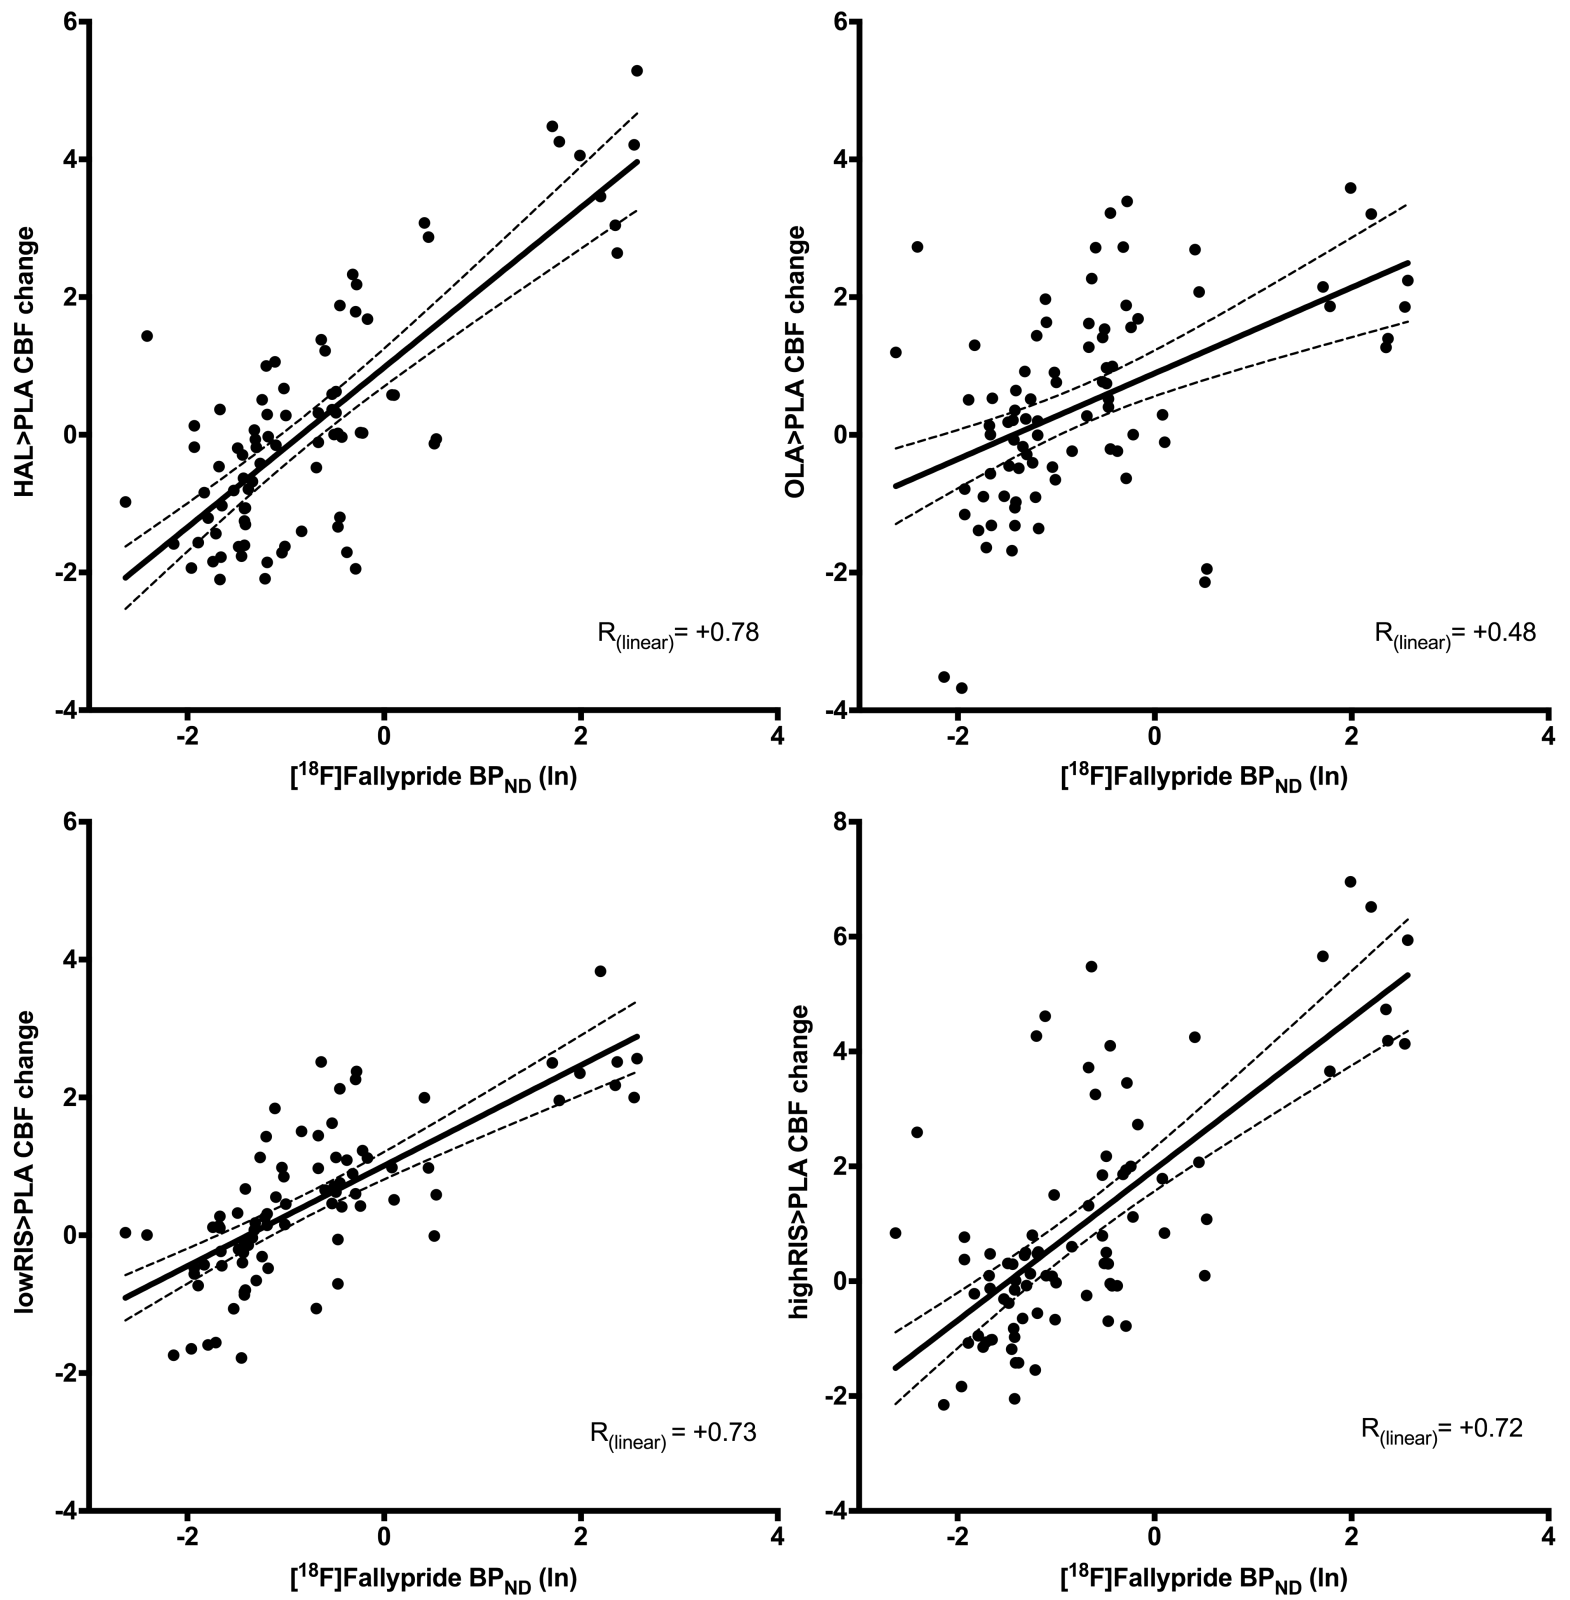 6
4
2
0
-2
-4
HAL>PLA CBF change
R(linear)= +0.78
-2 0 2 4
[18F]Fallypride BPND (ln)
6
4
2
0
-2
-4
OLA>PLA CBF change
R(linear)= +0.48
-2 0 2 4
[18F]Fallypride BPND (ln)
6
4
2
0
-2
-4
lowRIS>PLA CBF change
R(linear) = +0.73
-2 0 2 4
[18F]Fallypride BPND (ln)
8
6
4
2
0
-2
-4
highRIS>PLA CBF change
R(linear)= +0.72
-2 0 2 4
[18F]Fallypride BPND (ln)